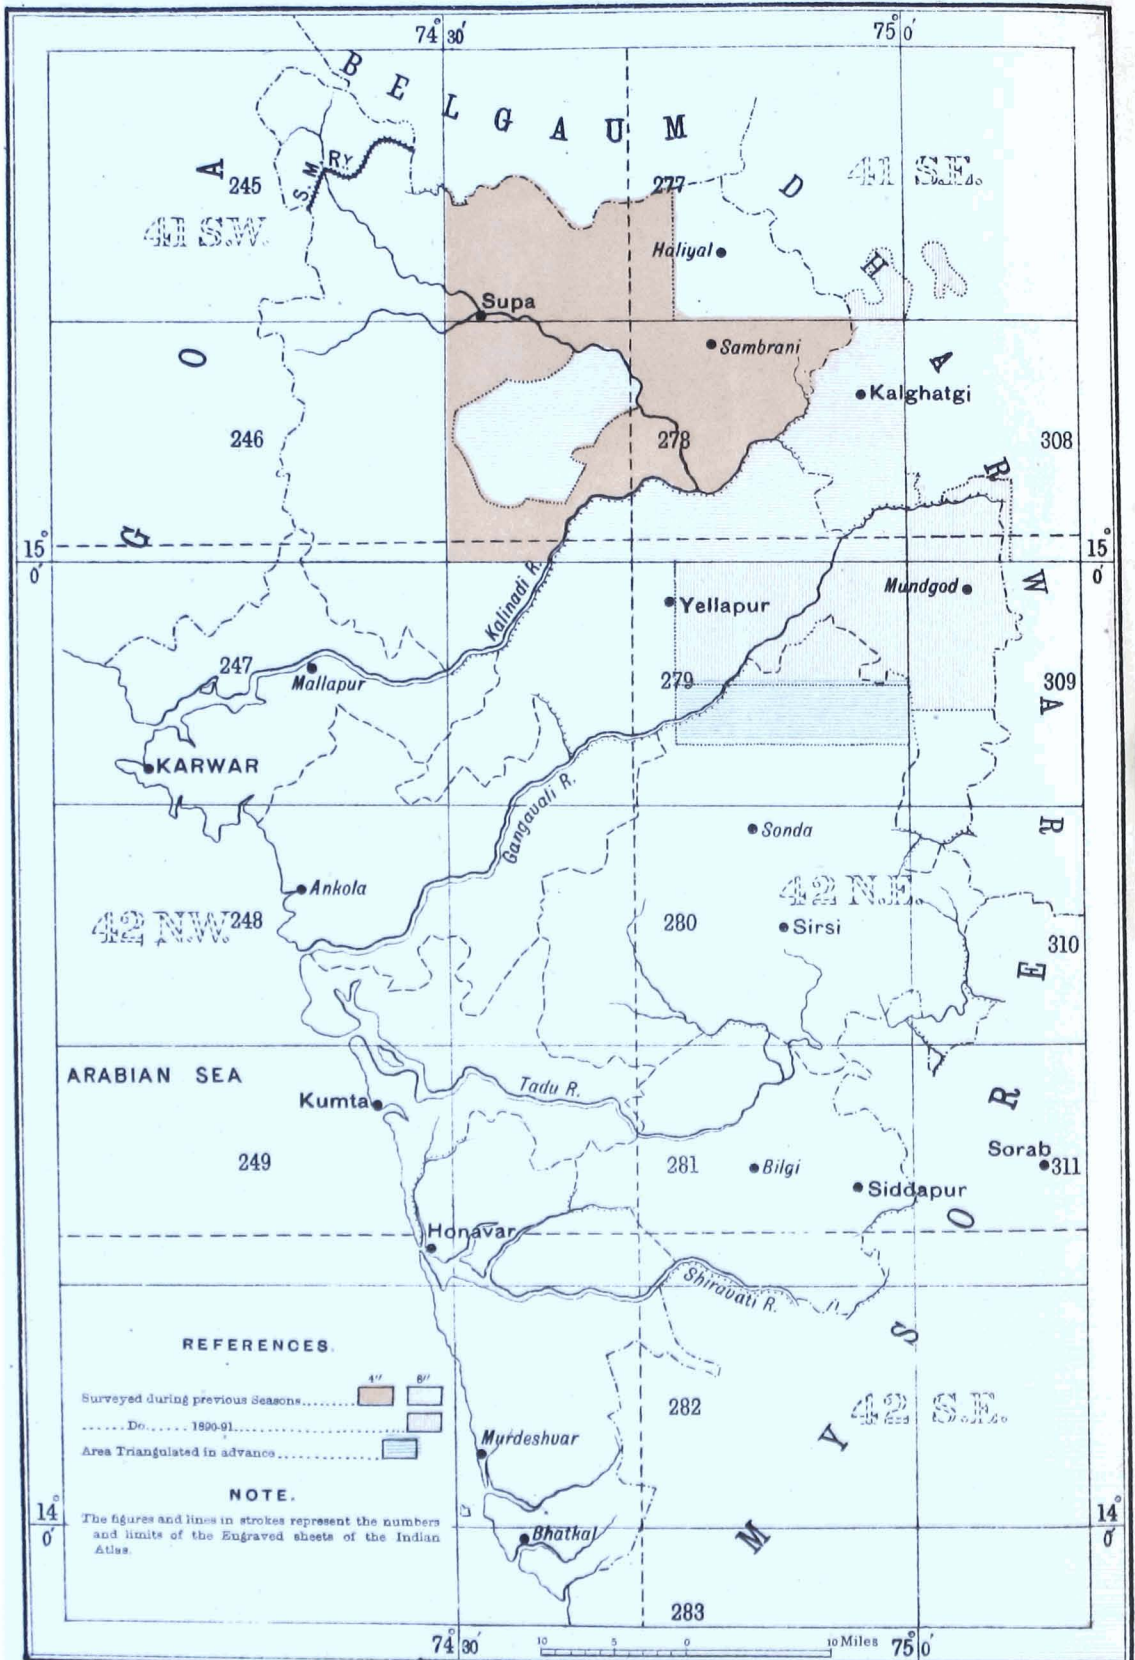 74° 30′
75° 0′
BELGAUM
41 S.E.
A
245
S. M. RY.
277
D
41 S.W.
Haliyal
H
Supa
O
Sambrani
A
Kalghatgi
246
278
308
R
G
15° 0′
15° 0′
Kalinadi R.
Yellapur
Mundgod
W
247
Mallapur
279
309
A
KARWAR
Gangavati R.
Sonda
R
Ankola
42 N.E.
42 N.W.
248
280
Sirsi
310
E
ARABIAN SEA
Tadu R.
Kumta
R
Sorab
249
281
Bilgi
311
Siddapur
O
Honavar
Shiravati R.
S
REFERENCES.
4″ 8″
Surveyed during previous Seasons
Do. 1890-91
Area Triangulated in advance
282
42 S.E.
Murdeshvar
Y
NOTE.
The figures and lines in strokes represent the numbers
and limits of the Engraved sheets of the Indian
Atlas.
14° 0′
14° 0′
Bhatkal
M
283
74° 30′
10 5 0 10 Miles
75° 0′